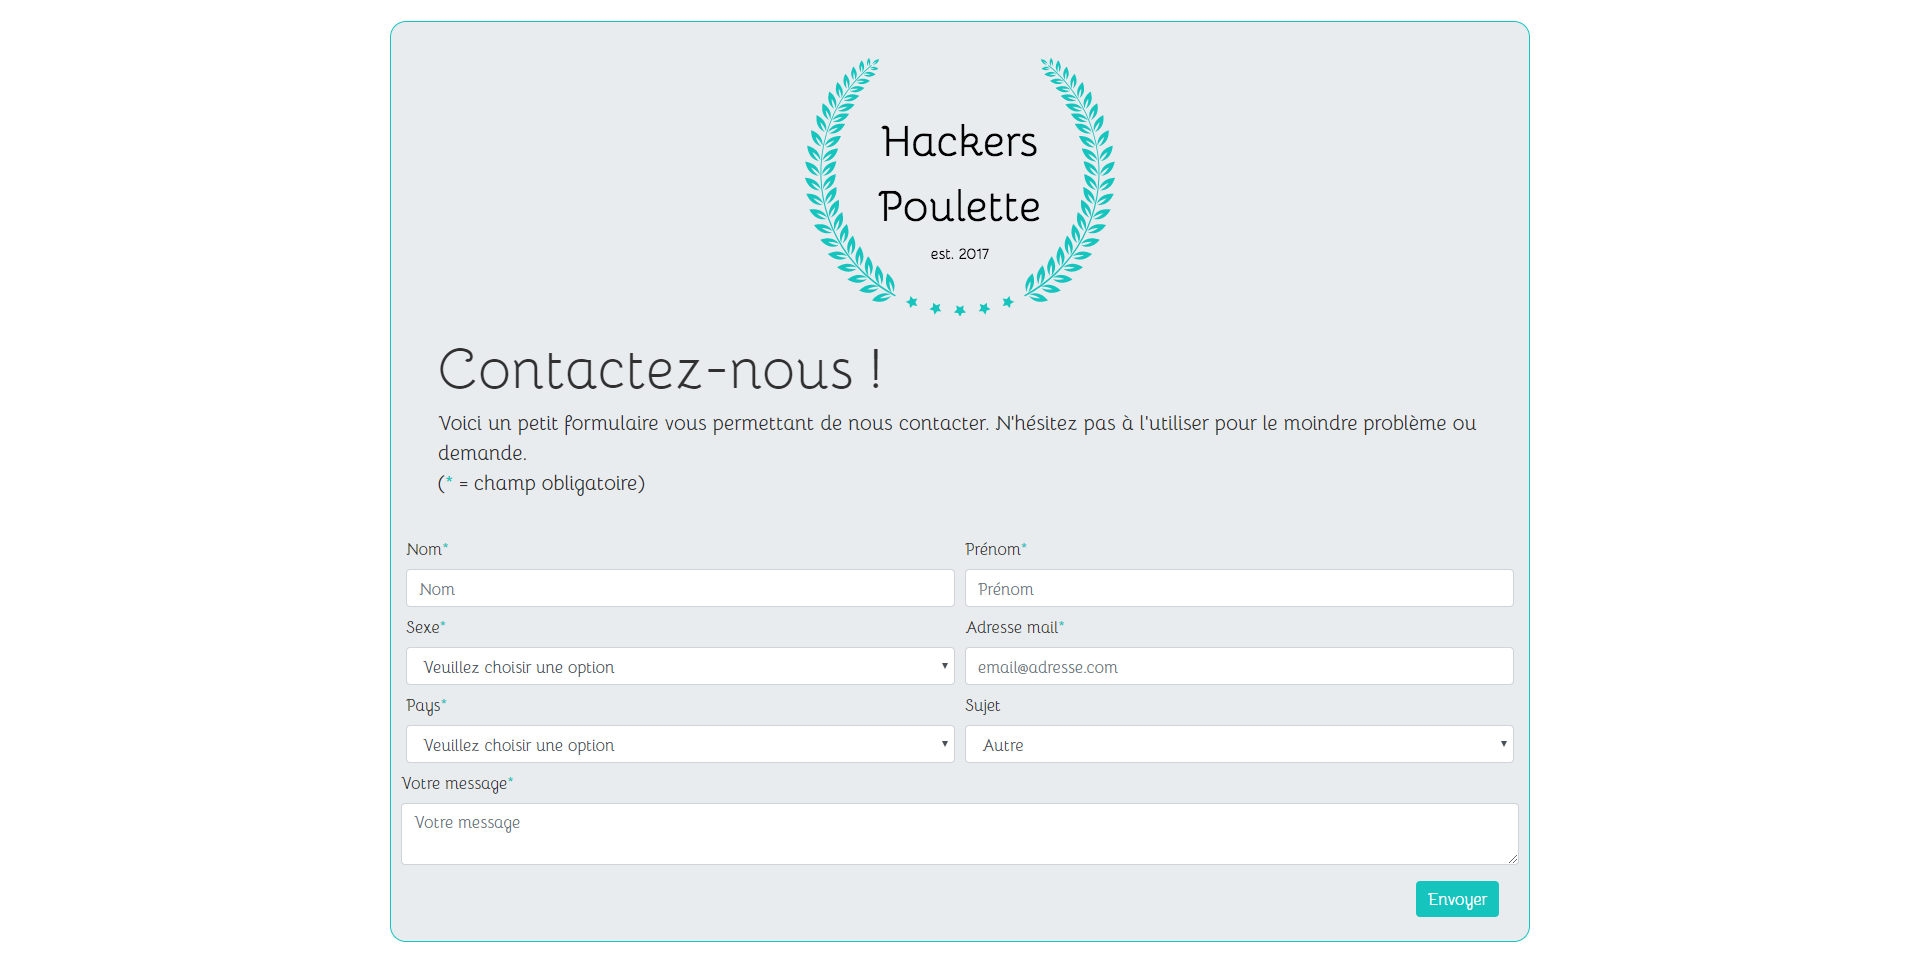 Hackers
Poulette
est. 2017
Contactez-nous !
Voici un petit formulaire vous permettant de nous contacter. N'hésitez pas à l'utiliser pour le moindre problème ou
demande.
(* = champ obligatoire)
Nom* Prénom*
Nom Prénom
Sexe* Adresse mail*
Veuillez choisir une option email@adresse.com
Pays* Sujet
Veuillez choisir une option Autre
Votre message*
Votre message
Envoyer